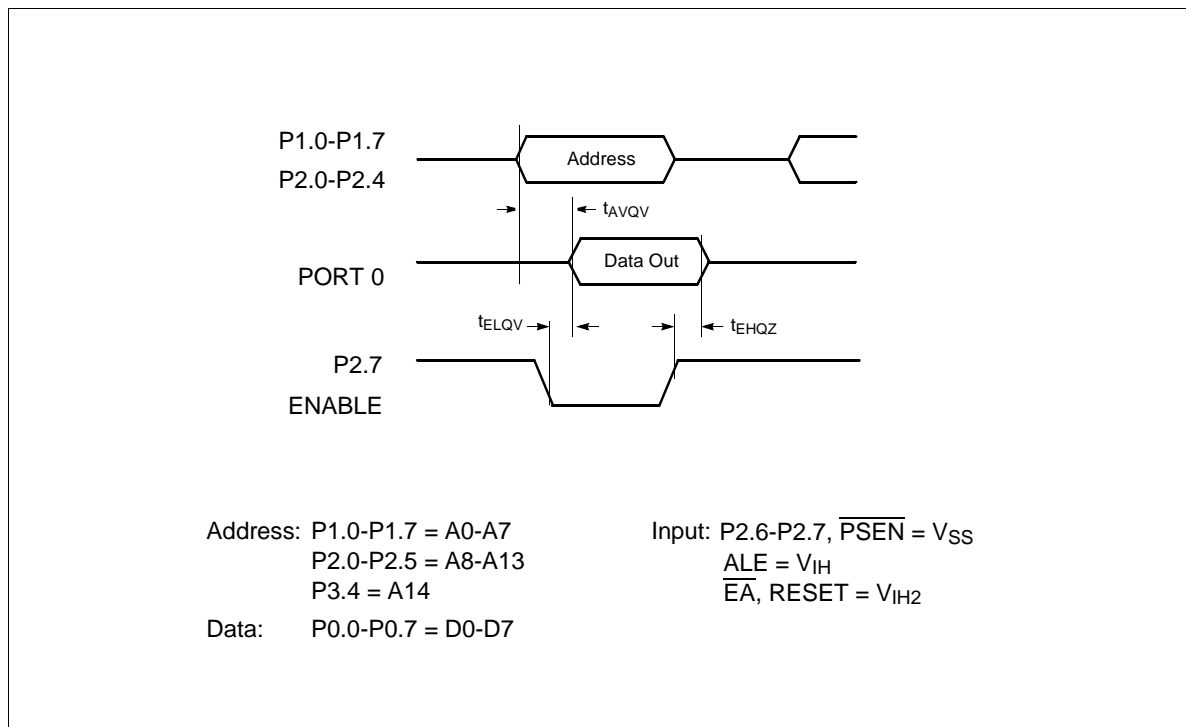 P1.0-P1.7
Address
P2.0-P2.4
tAVQV
PORT 0
Data Out
tELQV
tEHQZ
P2.7
ENABLE
Address: P1.0-P1.7 = A0-A7
P2.0-P2.5 = A8-A13
P3.4 = A14
Data: P0.0-P0.7 = D0-D7
Input: P2.6-P2.7, P̅S̅E̅N̅ = VSS
ALE = VIH
E̅A̅, RESET = VIH2